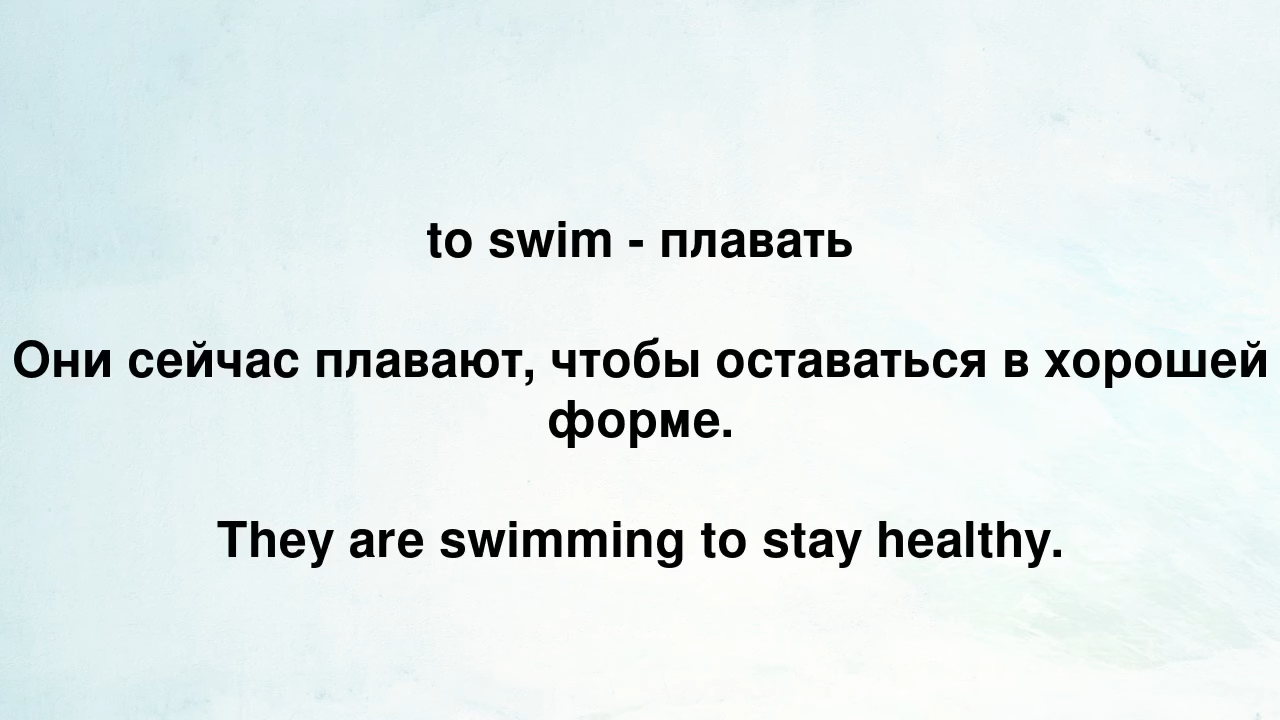 to swim - плавать
Они сейчас плавают, чтобы оставаться в хорошей
форме.
They are swimming to stay healthy.